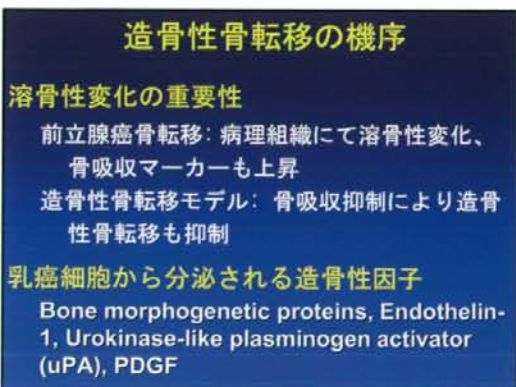 造骨性骨転移の機序
溶骨性変化の重要性
前立腺癌骨転移: 病理組織にて溶骨性変化、
骨吸収マーカーも上昇
造骨性骨転移モデル: 骨吸収抑制により造骨
性骨転移も抑制
乳癌細胞から分泌される造骨性因子
Bone morphogenetic proteins, Endothelin-
1, Urokinase-like plasminogen activator
(uPA), PDGF